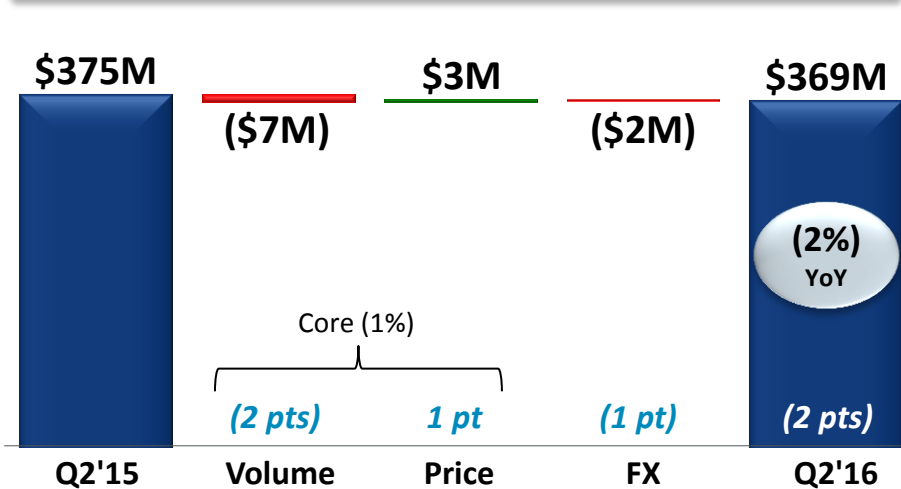 $375M
$3M
$369M
($7M)
($2M)
(2%)
YoY
Core (1%)
(2 pts)
1 pt
(1 pt)
(2 pts)
Q2'15
Volume
Price
FX
Q2'16